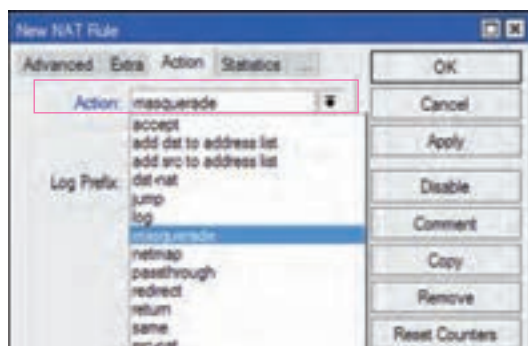 New NAT Rule
Advanced Extra Action Statistics ...
Action: masquerade
accept
add dst to address list
add src to address list
Log Prefix: dst-nat
jump
log
masquerade
netmap
passthrough
redirect
return
same
src-nat
OK
Cancel
Apply
Disable
Comment
Copy
Remove
Reset Counters